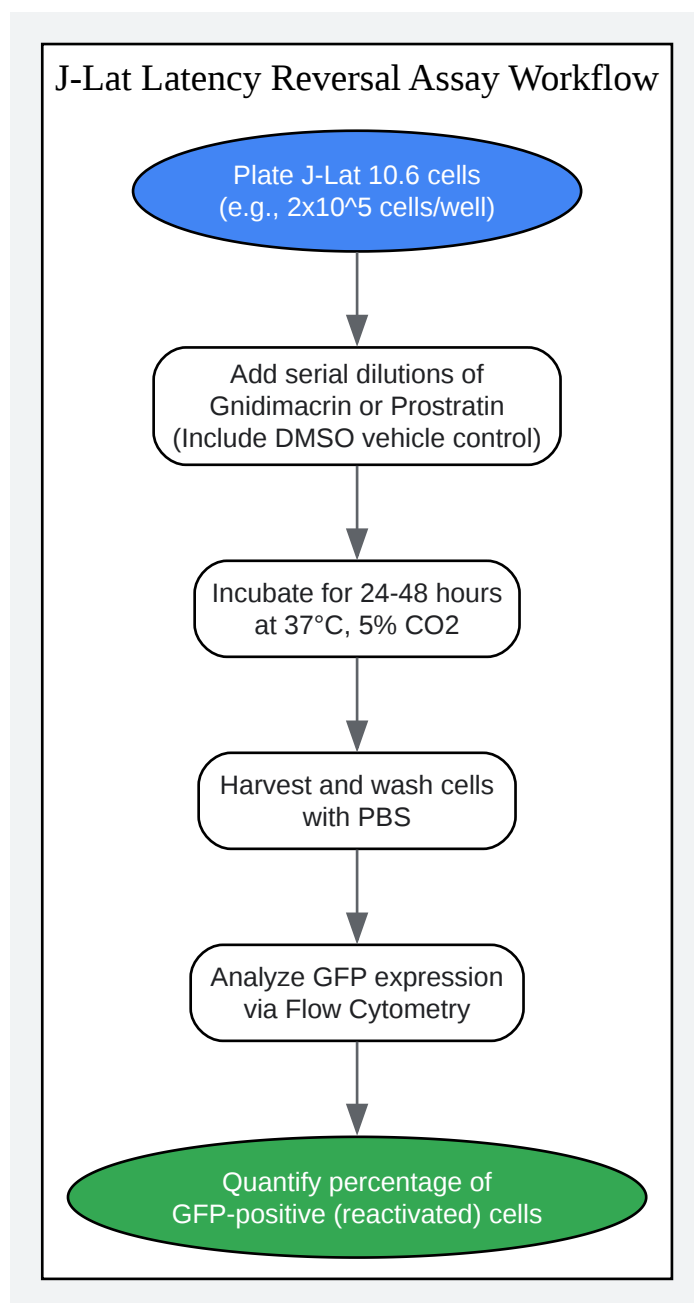 J-Lat Latency Reversal Assay Workflow
Plate J-Lat 10.6 cells
(e.g., 2x10^5 cells/well)
Add serial dilutions of
Gnidimacrin or Prostratin
(Include DMSO vehicle control)
Incubate for 24-48 hours
at 37°C, 5% CO2
Harvest and wash cells
with PBS
Analyze GFP expression
via Flow Cytometry
Quantify percentage of
GFP-positive (reactivated) cells